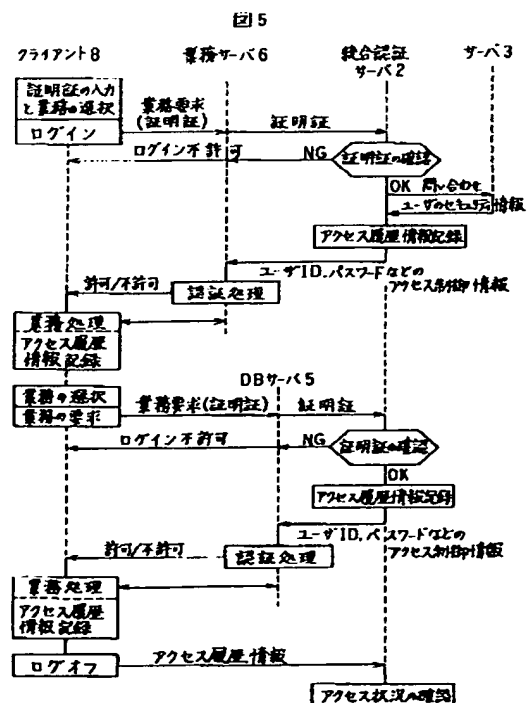 図5
クライアント8
業務サーバ6
統合認証
サーバ2
サーバ3
証明証の入力
と業務の選択
ログイン
業務要求
(証明証)
証明証
ログイン不許可
NG
証明証の確認
OK 問い合わせ
ユーザのセキュリティ情報
アクセス履歴情報記録
ユーザID、パスワードなどの
アクセス制御情報
許可/不許可
認証処理
業務処理
アクセス履歴
情報記録
DBサーバ5
業務の選択
業務の要求
業務要求(証明証)
証明証
ログイン不許可
NG
証明証の確認
OK
アクセス履歴情報記録
ユーザID、パスワードなどの
アクセス制御情報
許可/不許可
認証処理
業務処理
アクセス履歴
情報記録
ログオフ
アクセス履歴情報
アクセス状況の確認